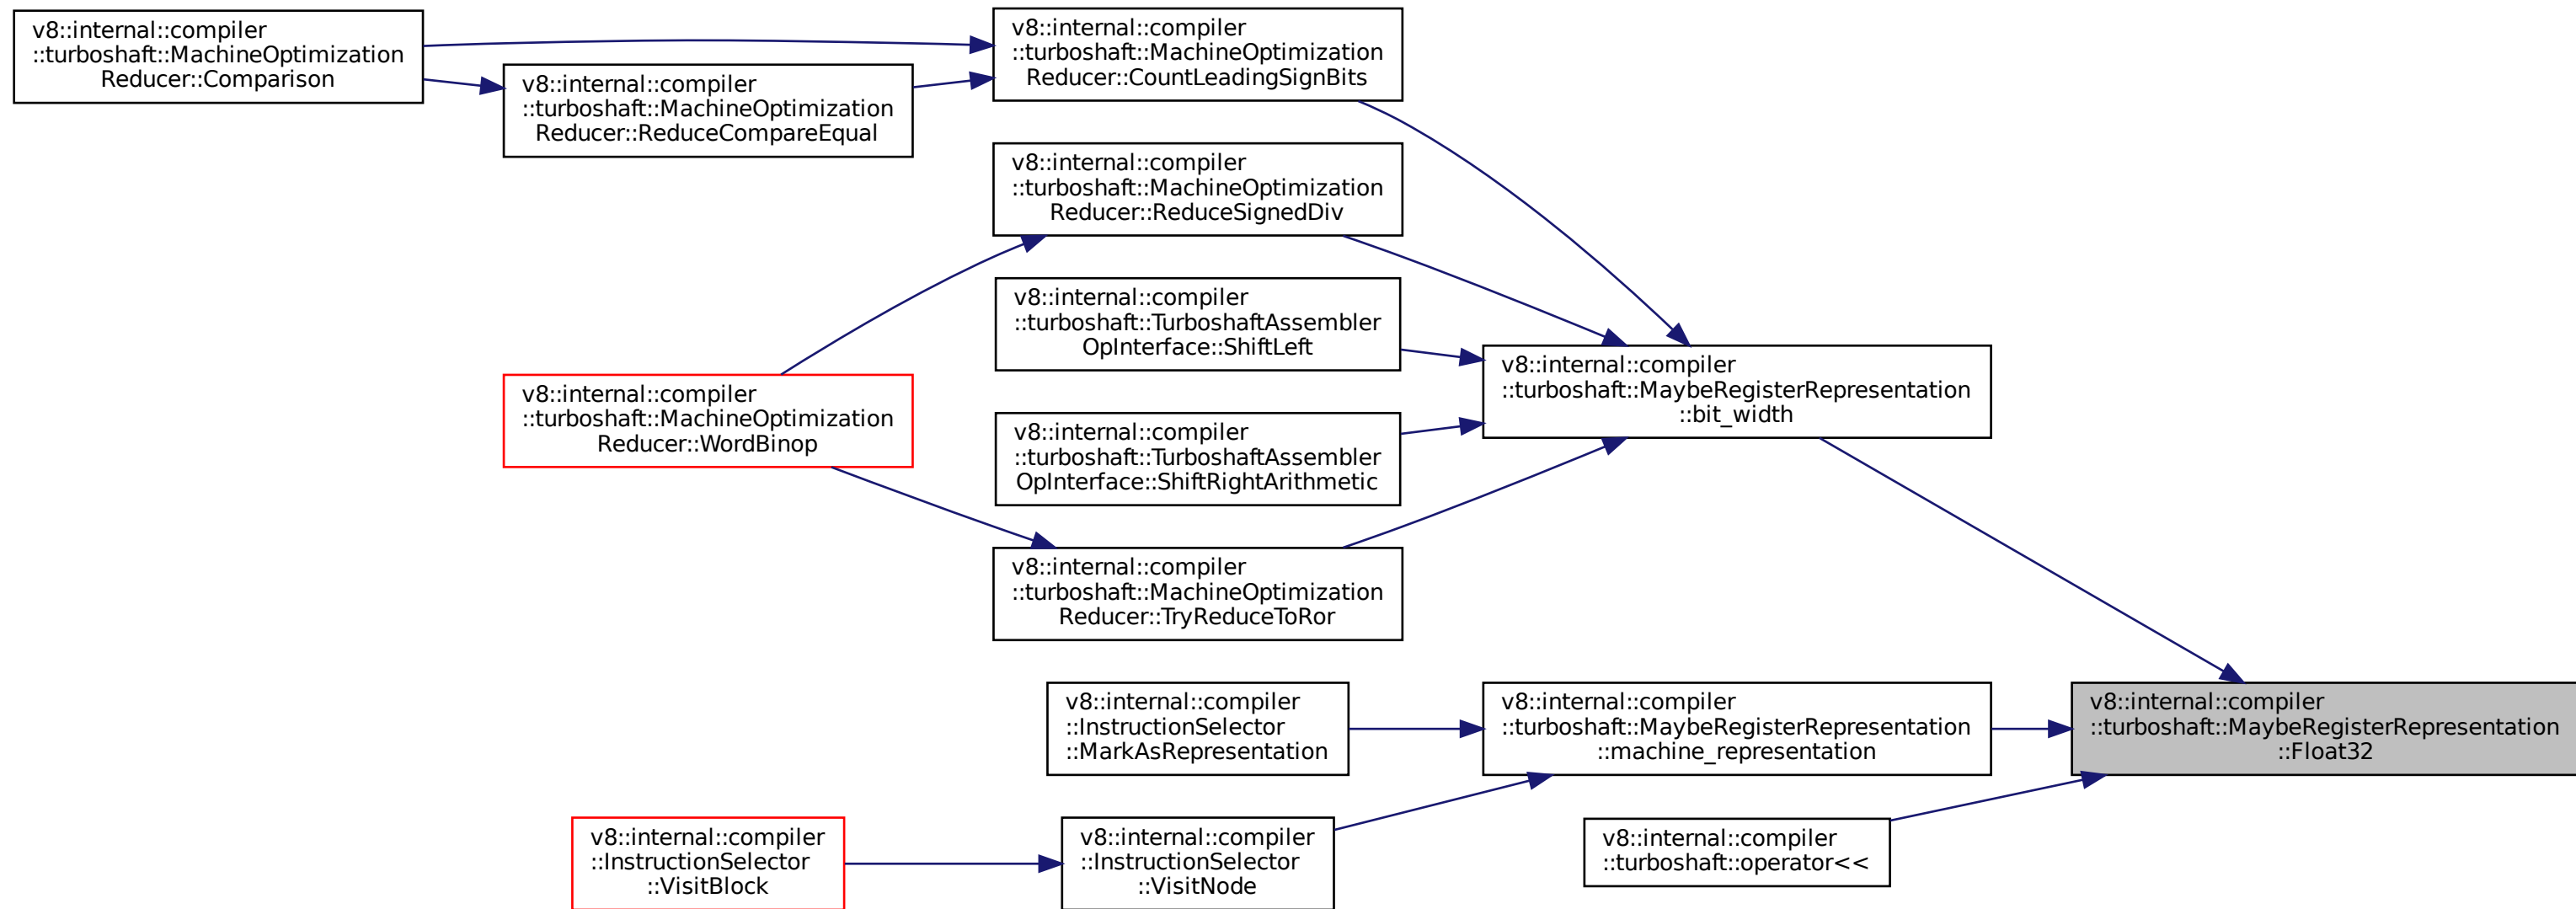 v8::internal::compiler
::turboshaft::MachineOptimization
Reducer::Comparison
v8::internal::compiler
::turboshaft::MachineOptimization
Reducer::ReduceCompareEqual
v8::internal::compiler
::turboshaft::MachineOptimization
Reducer::CountLeadingSignBits
v8::internal::compiler
::turboshaft::MachineOptimization
Reducer::ReduceSignedDiv
v8::internal::compiler
::turboshaft::TurboshaftAssembler
OpInterface::ShiftLeft
v8::internal::compiler
::turboshaft::MachineOptimization
Reducer::WordBinop
v8::internal::compiler
::turboshaft::TurboshaftAssembler
OpInterface::ShiftRightArithmetic
v8::internal::compiler
::turboshaft::MaybeRegisterRepresentation
::bit_width
v8::internal::compiler
::turboshaft::MachineOptimization
Reducer::TryReduceToRor
v8::internal::compiler
::InstructionSelector
::MarkAsRepresentation
v8::internal::compiler
::turboshaft::MaybeRegisterRepresentation
::machine_representation
v8::internal::compiler
::turboshaft::MaybeRegisterRepresentation
::Float32
v8::internal::compiler
::InstructionSelector
::VisitBlock
v8::internal::compiler
::InstructionSelector
::VisitNode
v8::internal::compiler
::turboshaft::operator<<